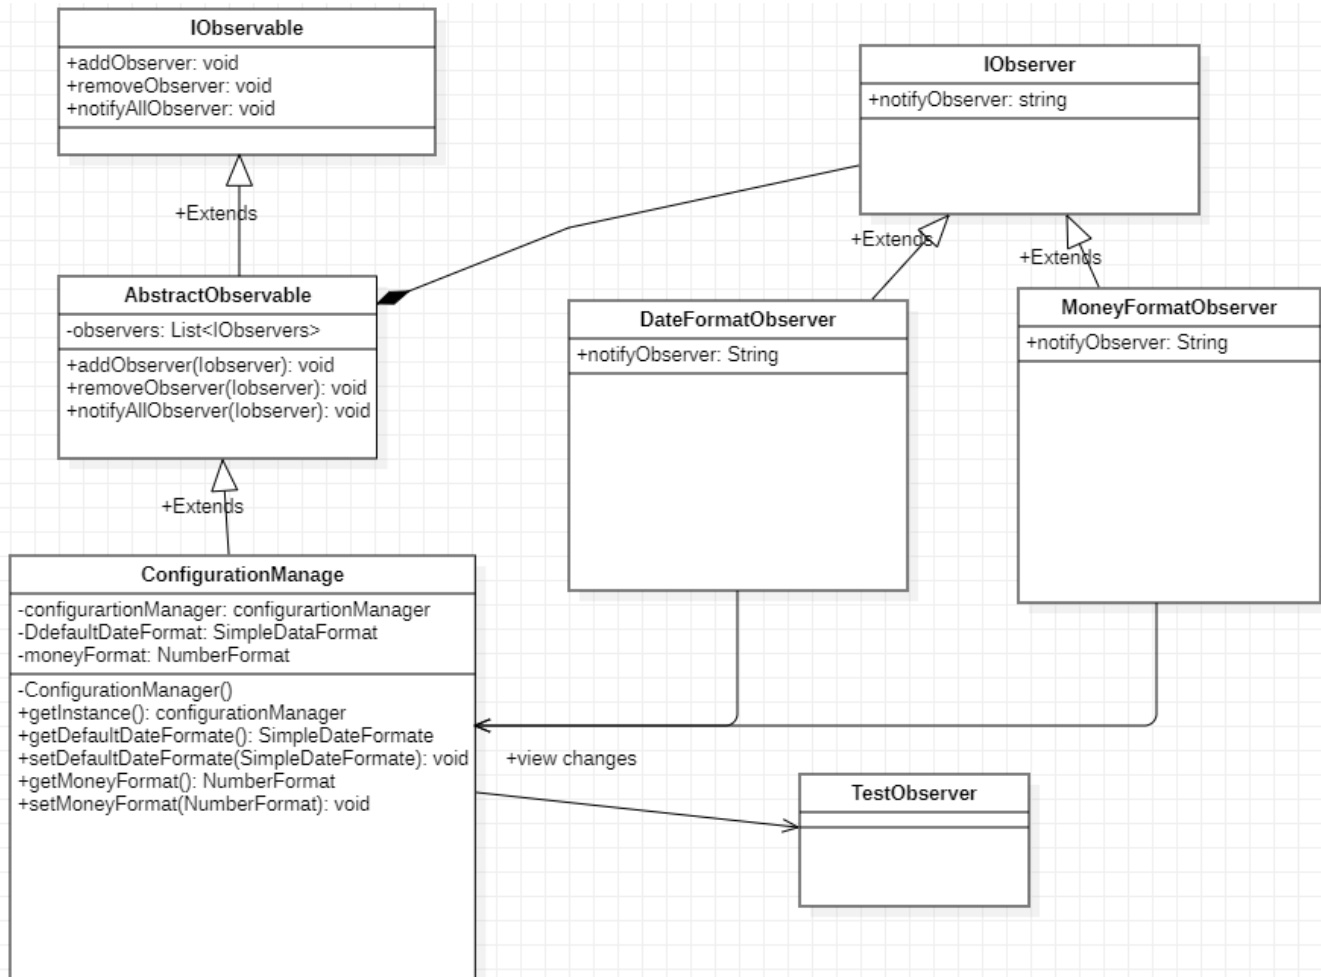 IObservable
+addObserver: void
+removeObserver: void
+notifyAllObserver: void
IObserver
+notifyObserver: string
+Extends
+Extends
+Extends
AbstractObservable
-observers: List<IObservers>
+addObserver(Iobserver): void
+removeObserver(Iobserver): void
+notifyAllObserver(Iobserver): void
DateFormatObserver
+notifyObserver: String
MoneyFormatObserver
+notifyObserver: String
+Extends
ConfigurationManage
-configurartionManager: configurartionManager
-DdefaultDateFormat: SimpleDataFormat
-moneyFormat: NumberFormat
-ConfigurationManager()
+getInstance(): configurationManager
+getDefaultDateFormate(): SimpleDateFormate
+setDefaultDateFormate(SimpleDateFormate): void
+getMoneyFormat(): NumberFormat
+setMoneyFormat(NumberFormat): void
+view changes
TestObserver